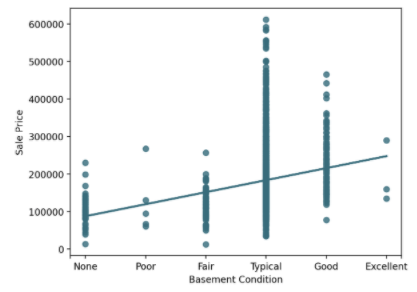 600000
500000
400000
300000
200000
100000
0
Sale Price
None Poor Fair Typical Good Excellent
Basement Condition